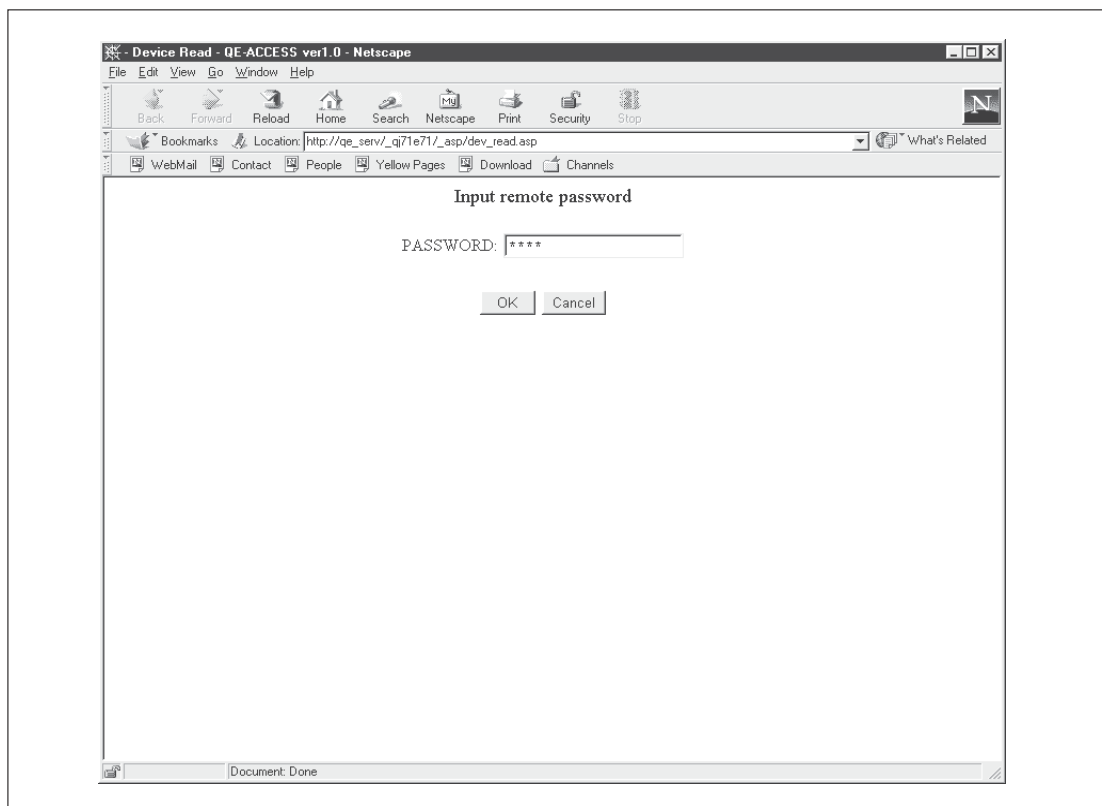 - Device Read - QE-ACCESS ver1.0 - Netscape
File Edit View Go Window Help
Back Forward Reload Home Search Netscape Print Security Stop
N
Bookmarks Location: http://qe_serv/_qj71e71/_asp/dev_read.asp What's Related
WebMail Contact People Yellow Pages Download Channels
Input remote password
PASSWORD: ****
OK Cancel
Document: Done